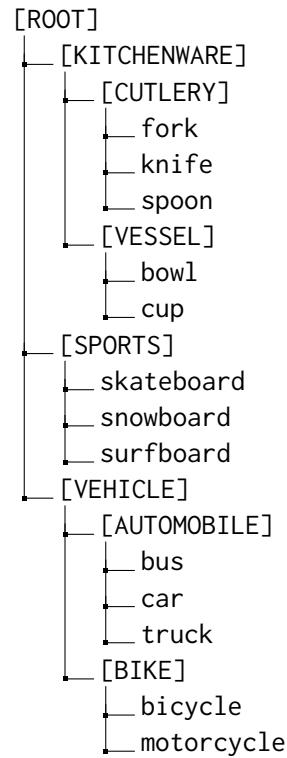 [ROOT]
[KITCHENWARE]
[CUTLERY]
fork
knife
spoon
[VESSEL]
bowl
cup
[SPORTS]
skateboard
snowboard
surfboard
[VEHICLE]
[AUTOMOBILE]
bus
car
truck
[BIKE]
bicycle
motorcycle